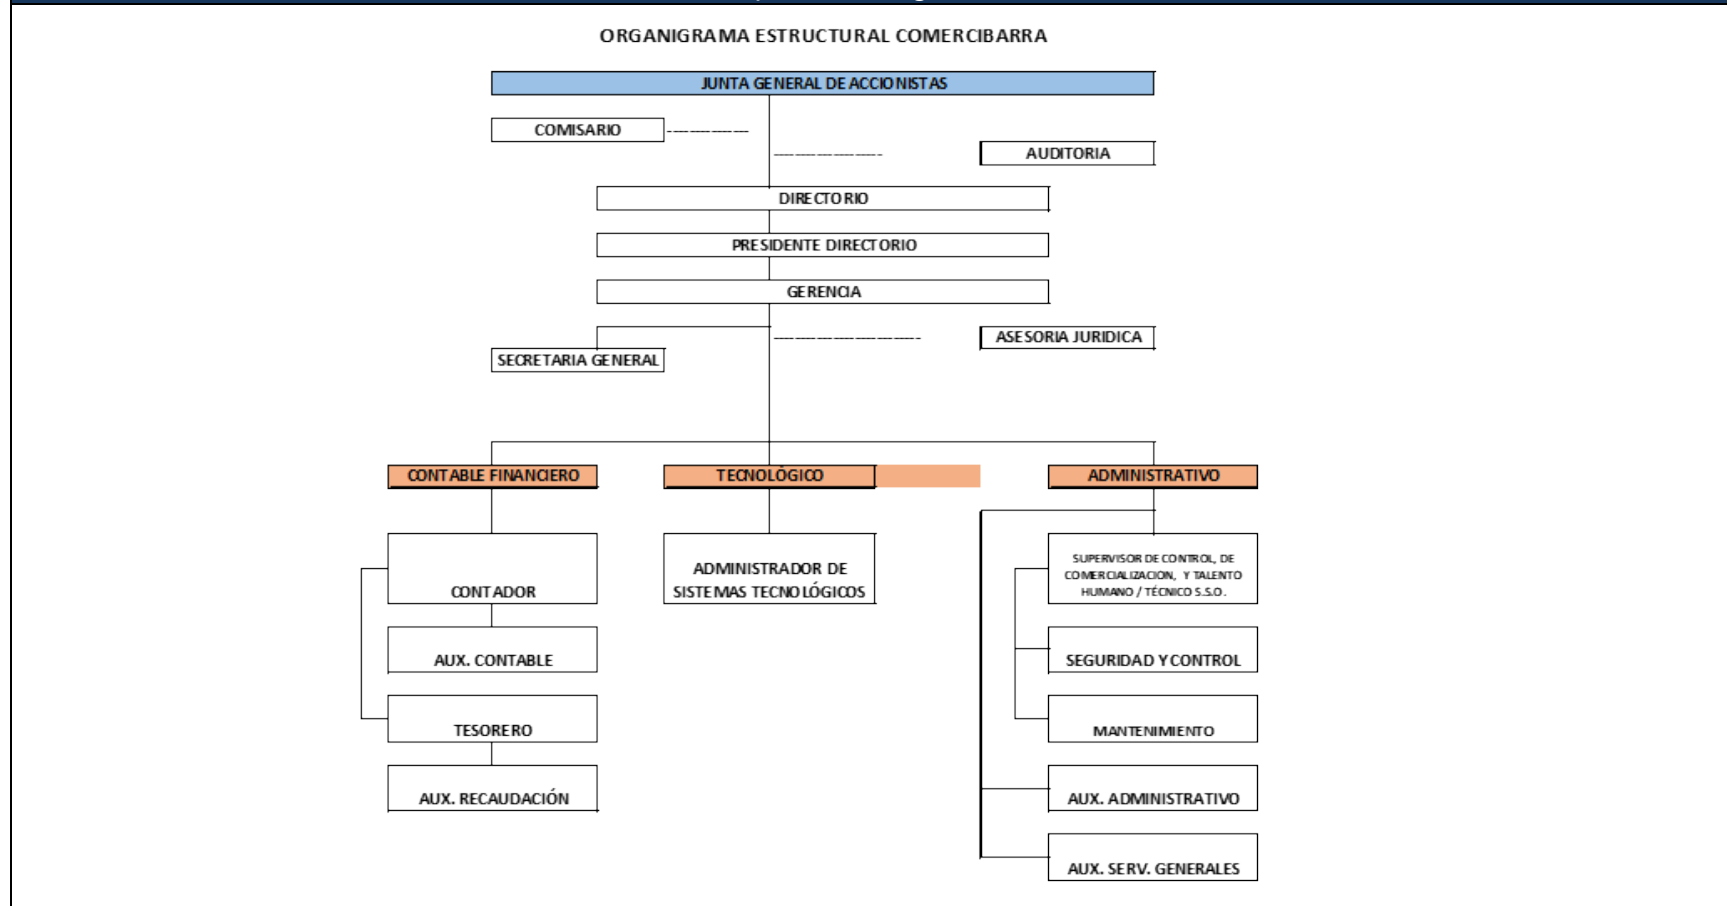 ORGANIGRAMA ESTRUCTURAL COMERCIBARRA
JUNTA GENERAL DE ACCIONISTAS
COMISARIO
AUDITORIA
DIRECTORIO
PRESIDENTE DIRECTORIO
GERENCIA
ASESORIA JURIDICA
SECRETARIA GENERAL
CONTABLE FINANCIERO
TECNOLÓGICO
ADMINISTRATIVO
CONTADOR
ADMINISTRADOR DE
SISTEMAS TECNOLÓGICOS
SUPERVISOR DE CONTROL, DE
COMERCIALIZACION, Y TALENTO
HUMANO / TÉCNICO S.S.O.
AUX. CONTABLE
SEGURIDAD Y CONTROL
TESORERO
MANTENIMIENTO
AUX. RECAUDACIÓN
AUX. ADMINISTRATIVO
AUX. SERV. GENERALES